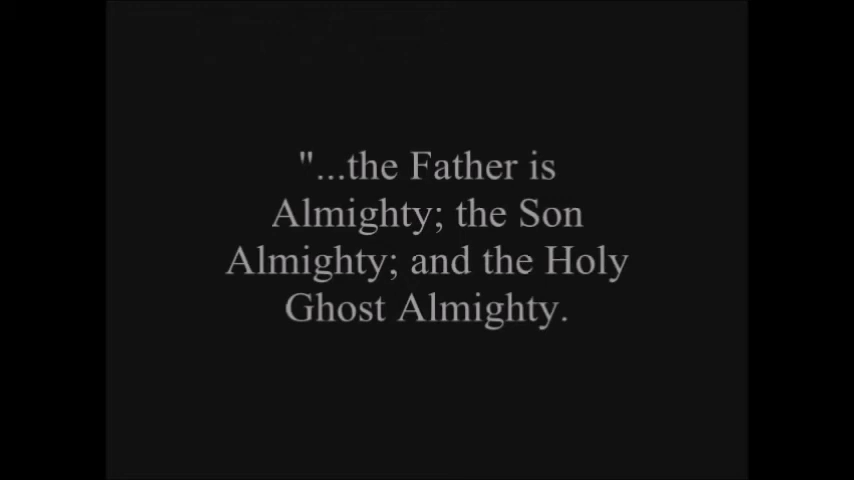 "...the Father is
Almighty; the Son
Almighty; and the Holy
Ghost Almighty.